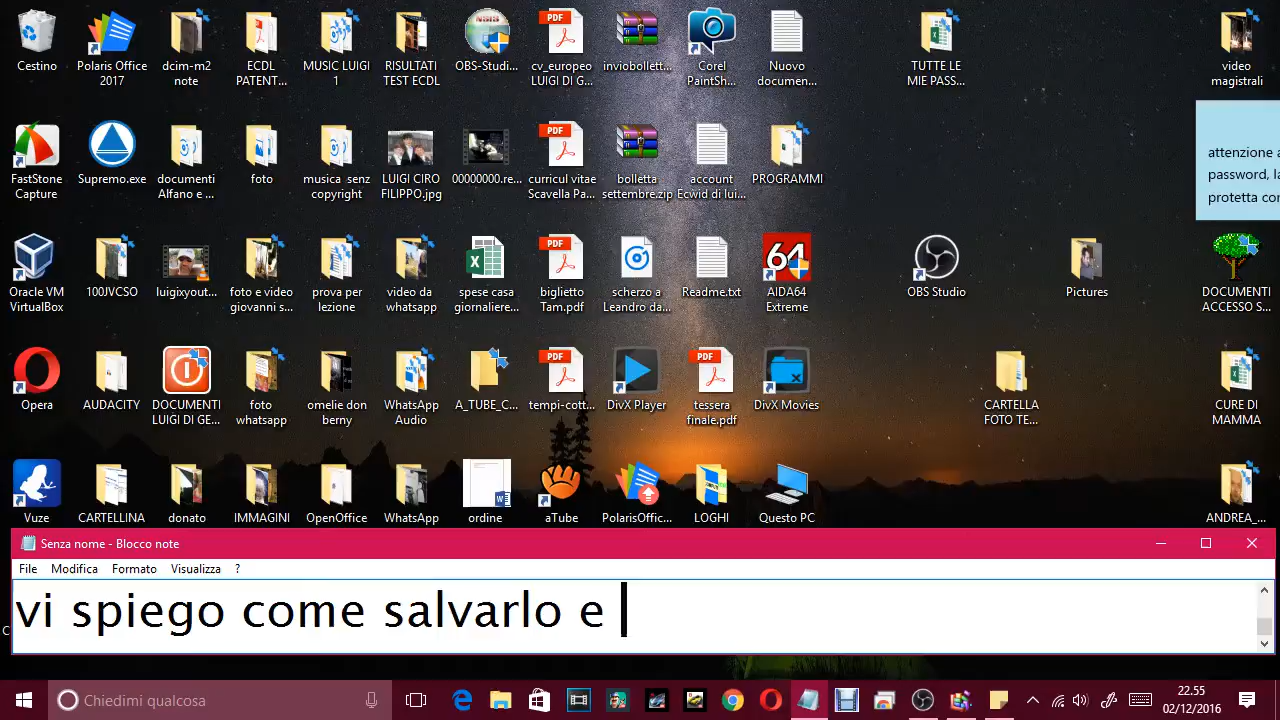 Cestino
Polaris Office
2017
dcim-m2
note
ECDL
PATENT...
MUSIC LUIGI
1
RISULTATI
TEST ECDL
OBS-Studi...
cv_europeo
LUIGI DI G...
inviobollett...
Corel
PaintSh...
Nuovo
documen...
TUTTE LE
MIE PASS...
video
magistrali
FastStone
Capture
Supremo.exe
documenti
Alfano e ...
foto
musica senz
copyright
LUIGI CIRO
FILIPPO.jpg
00000000.re...
curricul vitae
Scavella Pa...
bolletta
settembre.zip
account
Ecwid di lui...
PROGRAMMI
attenzione a
password, la
protetta con
Oracle VM
VirtualBox
100JVCSO
luigixyout...
foto e video
giovanni s...
prova per
lezione
video da
whatsapp
spese casa
giornaliere...
biglietto
Tam.pdf
scherzo a
Leandro da...
Readme.txt
64
AIDA64
Extreme
OBS Studio
Pictures
DOCUMENTI
ACCESSO S...
Opera
AUDACITY
DOCUMENTI
LUIGI DI GE...
foto
whatsapp
omelie don
berny
WhatsApp
Audio
A_TUBE_C...
tempi-cott...
DivX Player
tessera
finale.pdf
DivX Movies
CARTELLA
FOTO TE...
CURE DI
MAMMA
Vuze
CARTELLINA
donato
IMMAGINI
OpenOffice
WhatsApp
ordine
aTube
PolarisOffic...
LOGHI
Questo PC
ANDREA_...
Senza nome - Blocco note
File Modifica Formato Visualizza ?
vi spiego come salvarlo e
Chiedimi qualcosa
22.55
02/12/2016